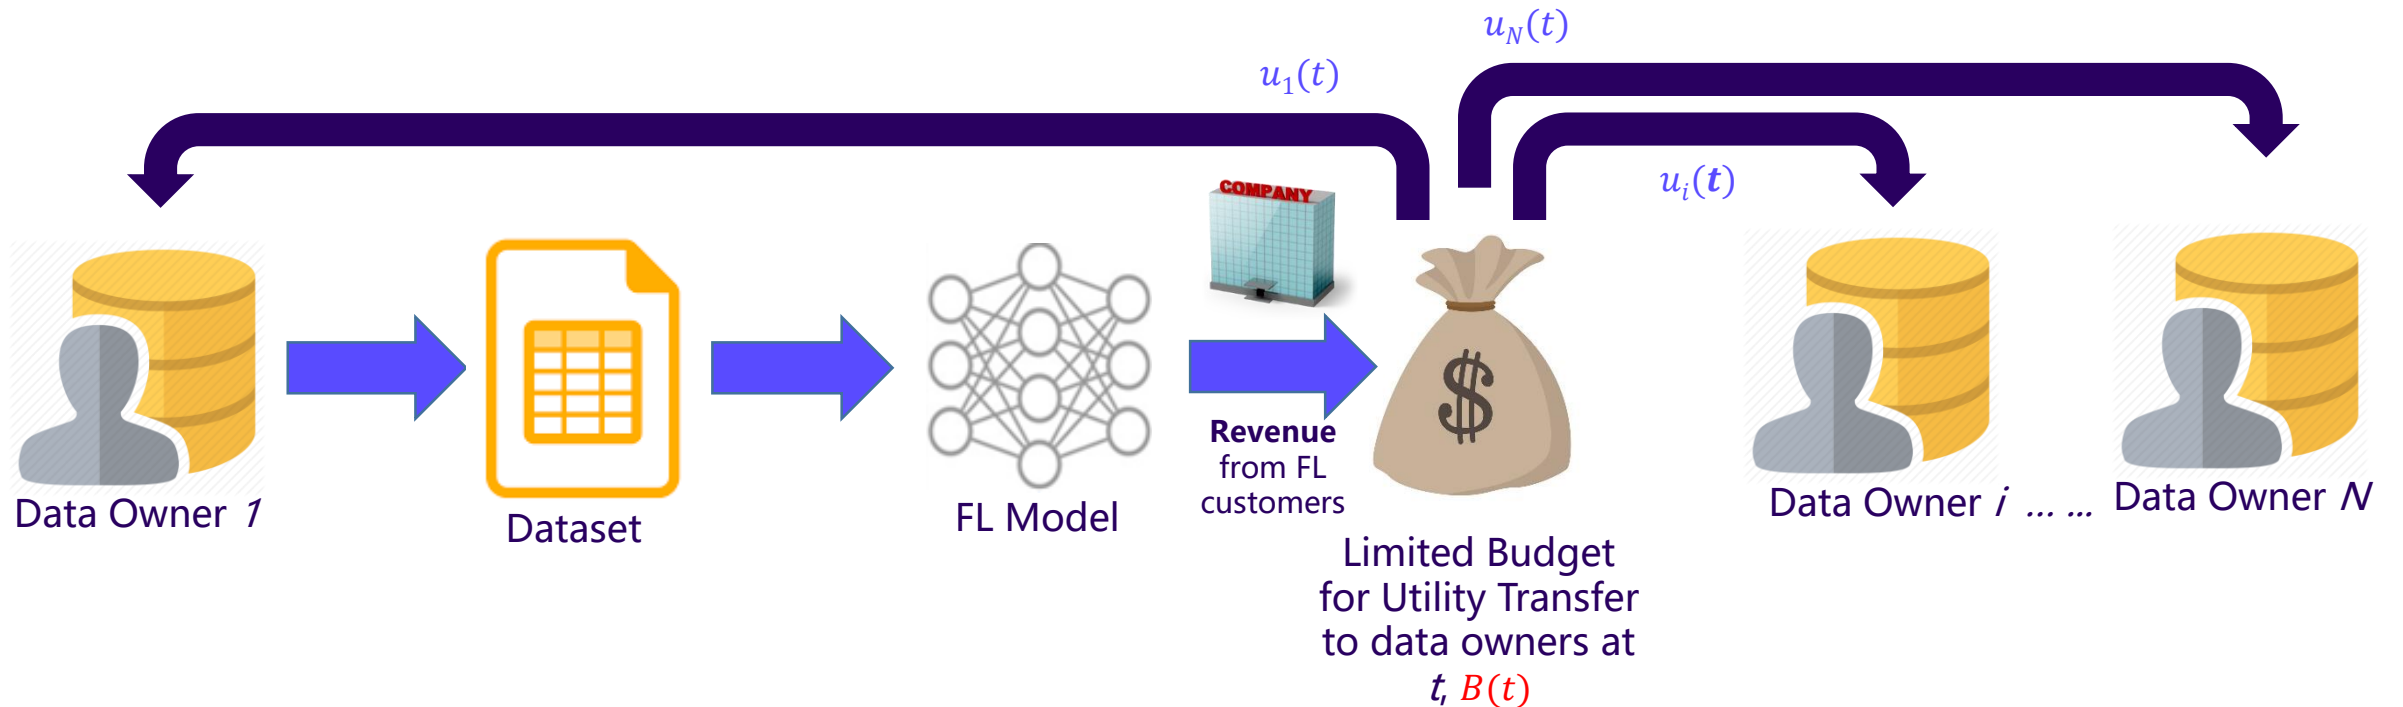 u_N(t)
u_1(t)
u_i(t)
COMPANY
$
Revenue
from FL
customers
Data Owner 1
Dataset
FL Model
Data Owner i ... ...
Data Owner N
Limited Budget
for Utility Transfer
to data owners at
t, B(t)